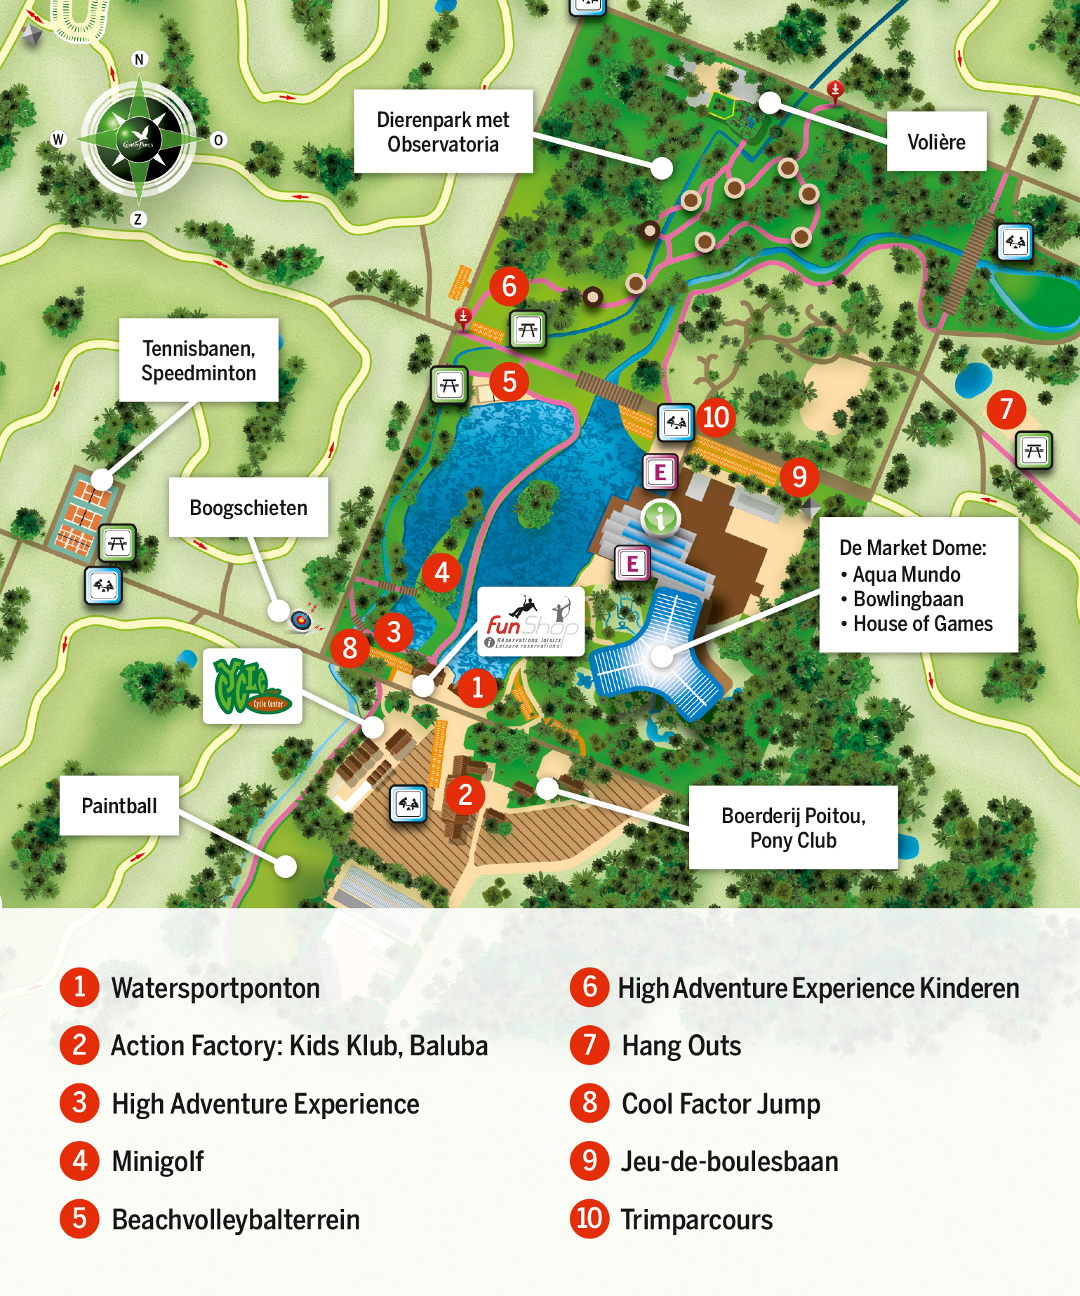 N
W
O
Z
CenterParcs
Dierenpark met
Observatoria
Volière
6
Tennisbanen,
Speedminton
5
10
7
E
9
i
Boogschieten
De Market Dome:
• Aqua Mundo
• Bowlingbaan
• House of Games
E
4
funShop
i Réservations loisirs
Leisure reservations!
3
8
1
CYCLE
Cycle Center
Paintball
2
Boerderij Poitou,
Pony Club
1 Watersportponton
2 Action Factory: Kids Klub, Baluba
3 High Adventure Experience
4 Minigolf
5 Beachvolleybalterrein
6 High Adventure Experience Kinderen
7 Hang Outs
8 Cool Factor Jump
9 Jeu-de-boulesbaan
10 Trimparcours